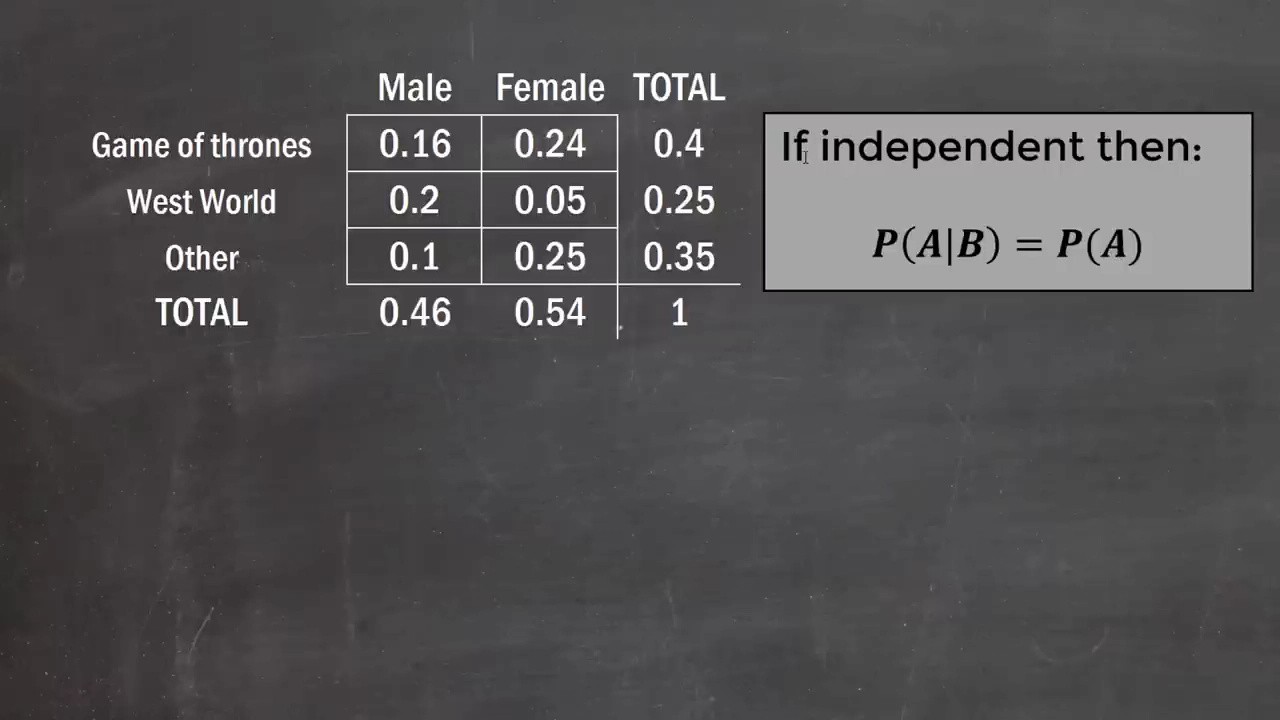 Male Female TOTAL
Game of thrones 0.16 0.24 0.4
West World 0.2 0.05 0.25
Other 0.1 0.25 0.35
TOTAL 0.46 0.54 1
If independent then:
P(A|B) = P(A)